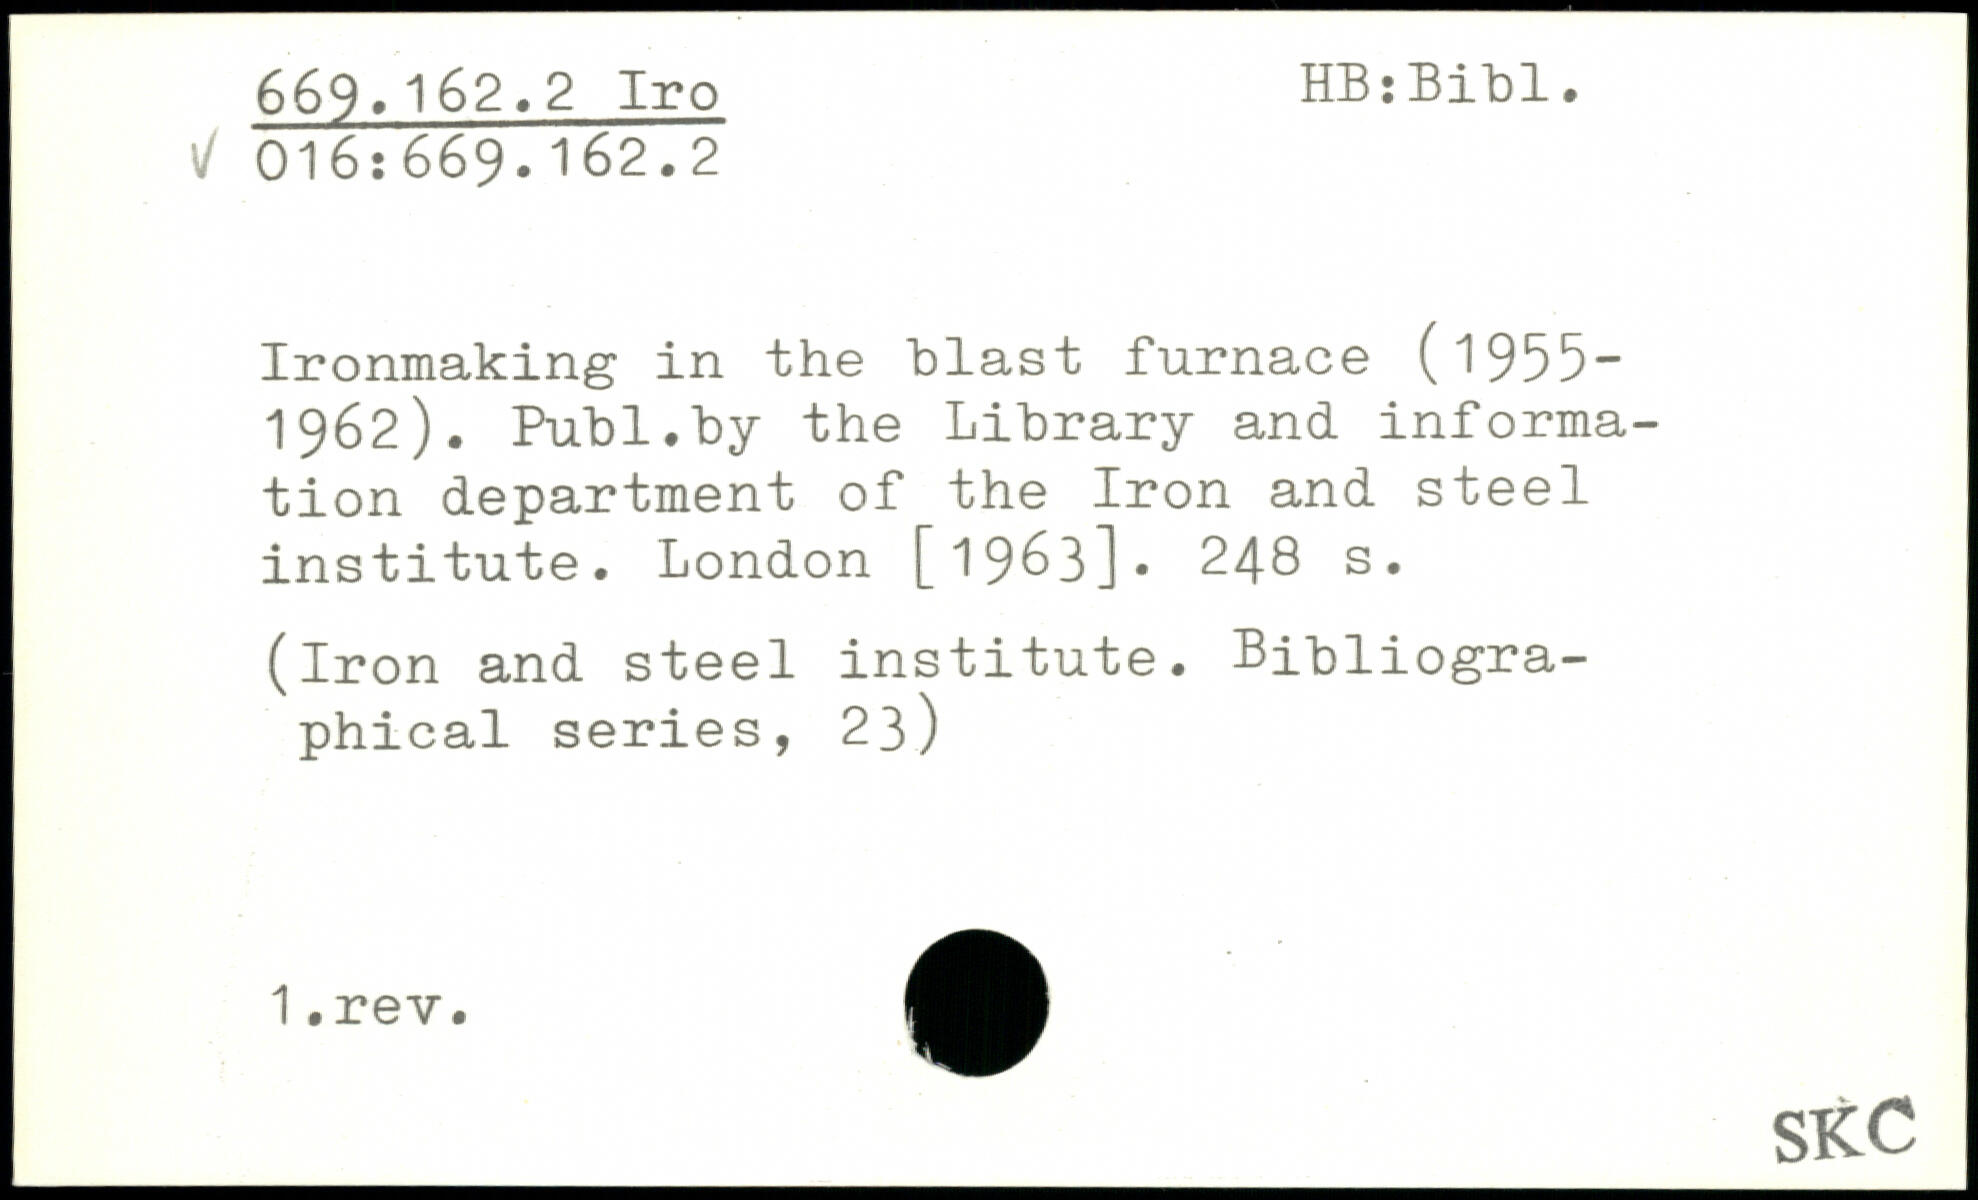 669.162.2 Iro
HB:Bibl.
016:669.162.2
Ironmaking in the blast furnace (1955-
1962). Publ.by the Library and informa-
tion department of the Iron and steel
institute. London [1963]. 248 s.
(Iron and steel institute. Bibliogra-
phical series, 23)
1.rev.
SKC